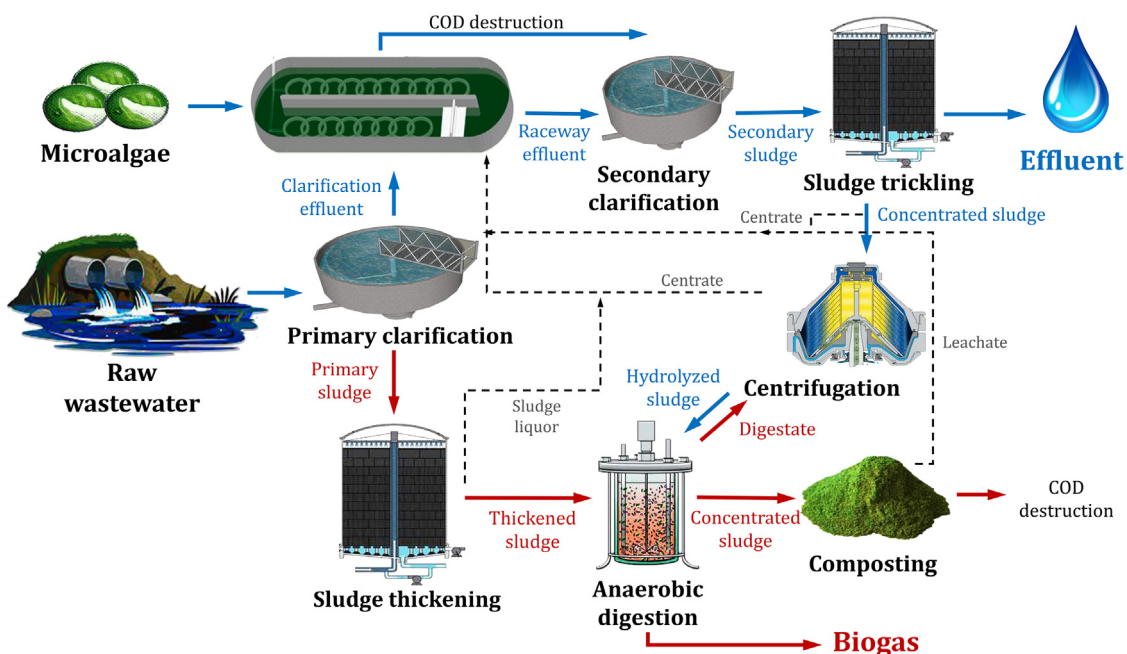 COD destruction
Microalgae
Raceway
effluent
Secondary
sludge
Effluent
Clarification
effluent
Secondary
clarification
Sludge trickling
Centrate
Concentrated sludge
Centrate
Primary clarification
Raw
wastewater
Primary
sludge
Leachate
Hydrolyzed
sludge
Centrifugation
Sludge
liquor
Digestate
Thickened
sludge
Concentrated
sludge
COD
destruction
Composting
Sludge thickening
Anaerobic
digestion
Biogas